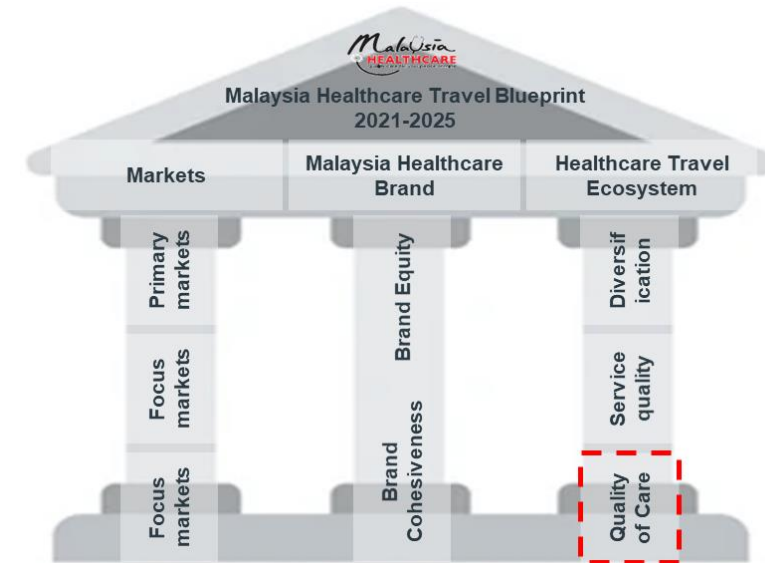 Malaysia
HEALTHCARE
Malaysia Healthcare Travel Blueprint
2021-2025
Markets
Malaysia Healthcare
Brand
Healthcare Travel
Ecosystem
Primary
markets
Focus
markets
Focus
markets
Brand Equity
Brand
Cohesiveness
Diversif
ication
Service
quality
Quality
of Care